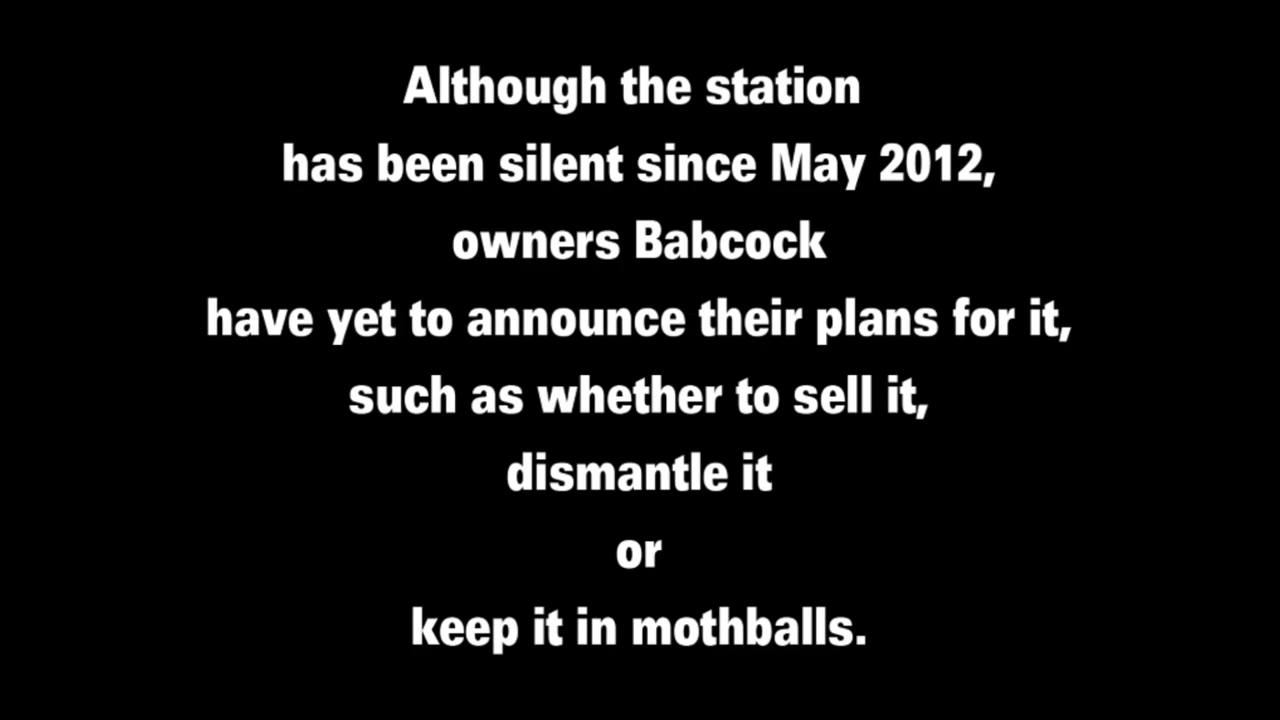 Although the station
has been silent since May 2012,
owners Babcock
have yet to announce their plans for it,
such as whether to sell it,
dismantle it
or
keep it in mothballs.